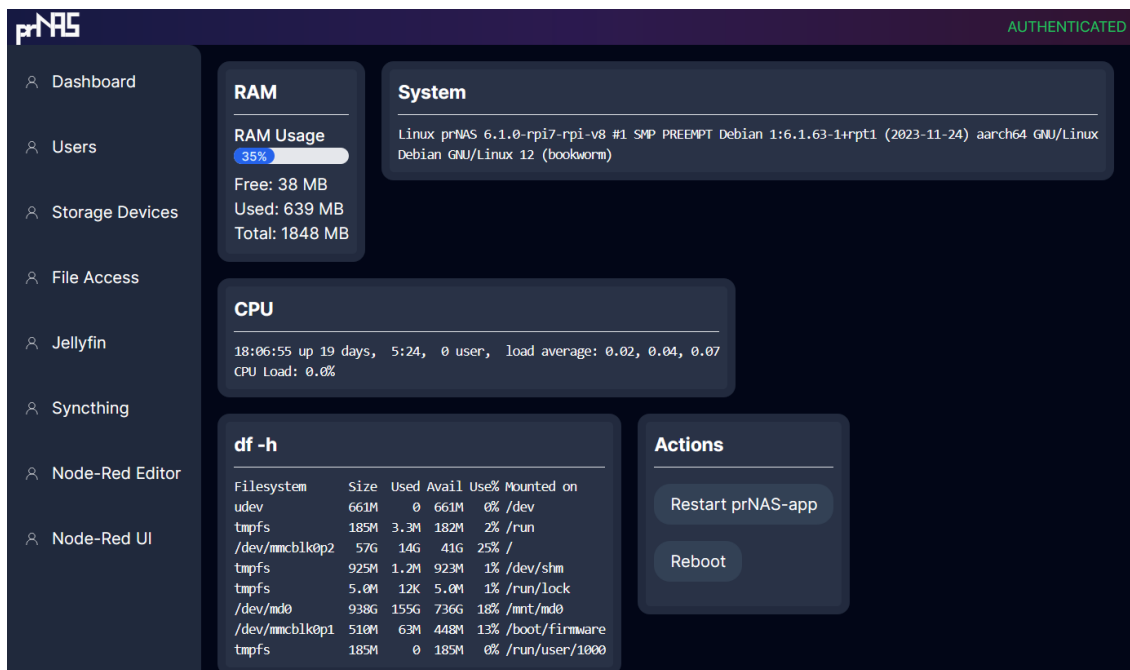 prNAS
AUTHENTICATED
Dashboard
Users
Storage Devices
File Access
Jellyfin
Syncthing
Node-Red Editor
Node-Red UI
RAM
RAM Usage
35%
Free: 38 MB
Used: 639 MB
Total: 1848 MB
System
Linux prNAS 6.1.0-rpi7-rpi-v8 #1 SMP PREEMPT Debian 1:6.1.63-1+rpt1 (2023-11-24) aarch64 GNU/Linux
Debian GNU/Linux 12 (bookworm)
CPU
18:06:55 up 19 days,  5:24,  0 user,  load average: 0.02, 0.04, 0.07
CPU Load: 0.0%
df -h
Filesystem      Size  Used Avail Use% Mounted on
udev            661M     0  661M   0% /dev
tmpfs           185M  3.3M  182M   2% /run
/dev/mmcblk0p2   57G   14G   41G  25% /
tmpfs           925M  1.2M  923M   1% /dev/shm
tmpfs           5.0M   12K  5.0M   1% /run/lock
/dev/md0        938G  155G  736G  18% /mnt/md0
/dev/mmcblk0p1  510M   63M  448M  13% /boot/firmware
tmpfs           185M     0  185M   0% /run/user/1000
Actions
Restart prNAS-app
Reboot